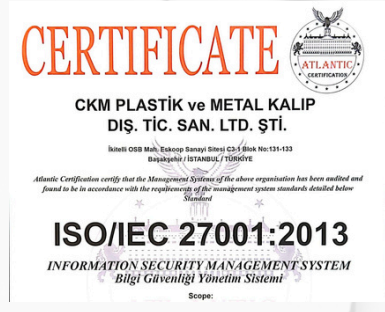 CERTIFICATE
ATLANTIC
CERTIFICATION
CKM PLASTİK ve METAL KALIP
DIŞ. TİC. SAN. LTD. ŞTİ.
İkitelli OSB Mah. Eskoop Sanayi Sitesi C3-1 Blok No:131-133
Başakşehir / İSTANBUL / TÜRKİYE
Atlantic Certification certify that the Management Systems of the above organisation has been audited and
found to be in accordance with the requirements of the management system standards detailed below
Standard
ISO/IEC 27001:2013
INFORMATION SECURITY MANAGEMENT SYSTEM
Bilgi Güvenliği Yönetim Sistemi
Scope: